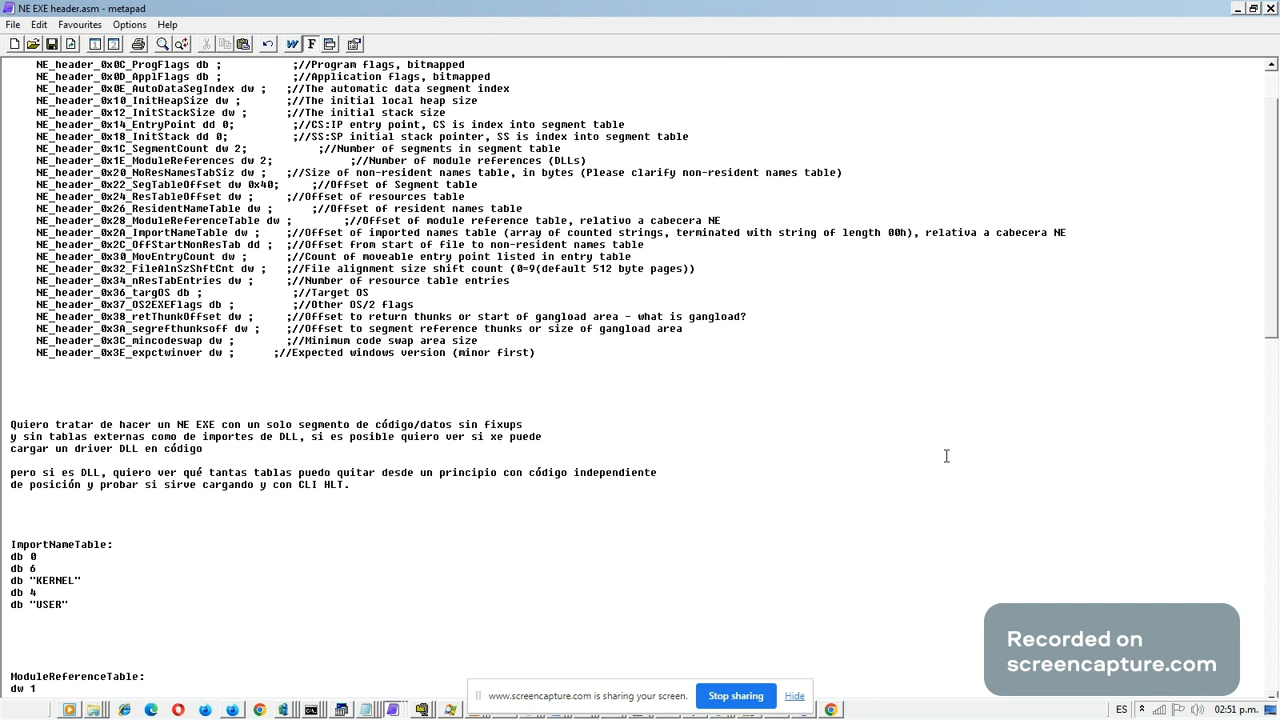 NE EXE header.asm - metapad
File Edit Favourites Options Help
NE_header_0x0C_ProgFlags db ; ;//Program flags, bitmapped
NE_header_0x0D_ApplFlags db ; ;//Application flags, bitmapped
NE_header_0x0E_AutoDataSegIndex dw ; ;//The automatic data segment index
NE_header_0x10_InitHeapSize dw ; ;//The initial local heap size
NE_header_0x12_InitStackSize dw ; ;//The initial stack size
NE_header_0x14_EntryPoint dd 0; ;//CS:IP entry point, CS is index into segment table
NE_header_0x18_InitStack dd 0; ;//SS:SP initial stack pointer, SS is index into segment table
NE_header_0x1C_SegmentCount dw 2; ;//Number of segments in segment table
NE_header_0x1E_ModuleReferences dw 2; ;//Number of module references (DLLs)
NE_header_0x20_NoResNamesTabSiz dw ; ;//Size of non-resident names table, in bytes (Please clarify non-resident names table)
NE_header_0x22_SegTableOffset dw 0x40; ;//Offset of Segment table
NE_header_0x24_ResTableOffset dw ; ;//Offset of resources table
NE_header_0x26_ResidentNameTable dw ; ;//Offset of resident names table
NE_header_0x28_ModuleReferenceTable dw ; ;//Offset of module reference table, relativo a cabecera NE
NE_header_0x2A_ImportNameTable dw ; ;//Offset of imported names table (array of counted strings, terminated with string of length 00h), relativa a cabecera NE
NE_header_0x2C_OffStartNonResTab dd ; ;//Offset from start of file to non-resident names table
NE_header_0x30_MovEntryCount dw ; ;//Count of moveable entry point listed in entry table
NE_header_0x32_FileAlnSzShftCnt dw ; ;//File alignment size shift count (0=9(default 512 byte pages))
NE_header_0x34_nResTabEntries dw ; ;//Number of resource table entries
NE_header_0x36_targOS db ; ;//Target OS
NE_header_0x37_OS2EXEFlags db ; ;//Other OS/2 flags
NE_header_0x38_retThunkOffset dw ; ;//Offset to return thunks or start of gangload area - what is gangload?
NE_header_0x3A_segrefthunksoff dw ; ;//Offset to segment reference thunks or size of gangload area
NE_header_0x3C_mincodeswap dw ; ;//Minimum code swap area size
NE_header_0x3E_expctwinver dw ; ;//Expected windows version (minor first)
Quiero tratar de hacer un NE EXE con un solo segmento de código/datos sin fixups
y sin tablas externas como de importes de DLL, si es posible quiero ver si xe puede
cargar un driver DLL en código
pero si es DLL, quiero ver qué tantas tablas puedo quitar desde un principio con código independiente
de posición y probar si sirve cargando y con CLI HLT.
ImportNameTable:
db 0
db 6
db "KERNEL"
db 4
db "USER"
Recorded on
screencapture.com
ModuleReferenceTable:
dw 1
www.screencapture.com is sharing your screen. Stop sharing Hide
ES 02:51 p.m.